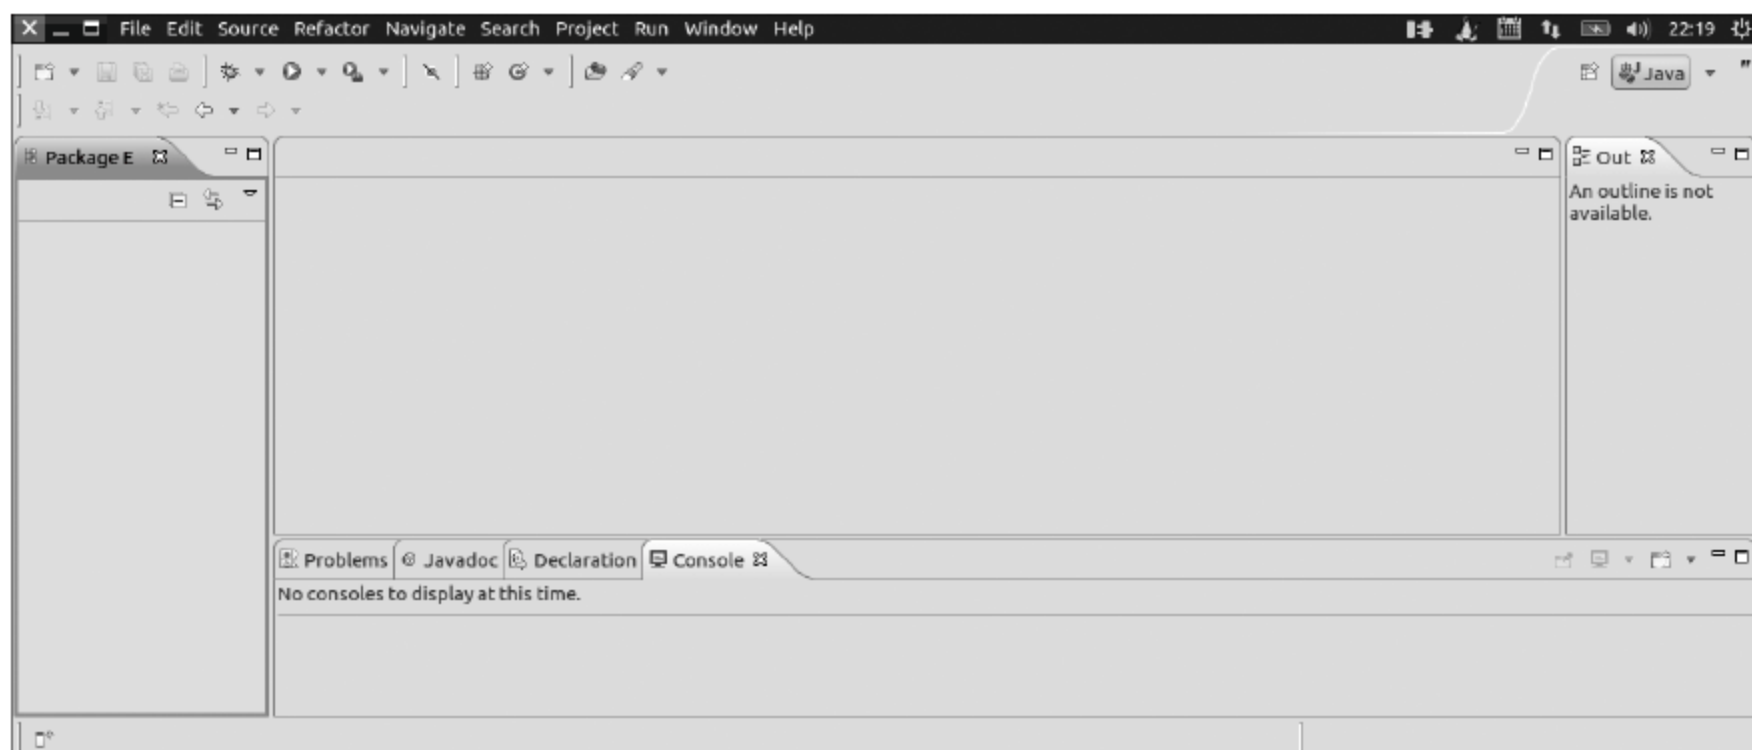 File Edit Source Refactor Navigate Search Project Run Window Help 22:19
Java
Package E
Out
An outline is not
available.
Problems Javadoc Declaration Console
No consoles to display at this time.